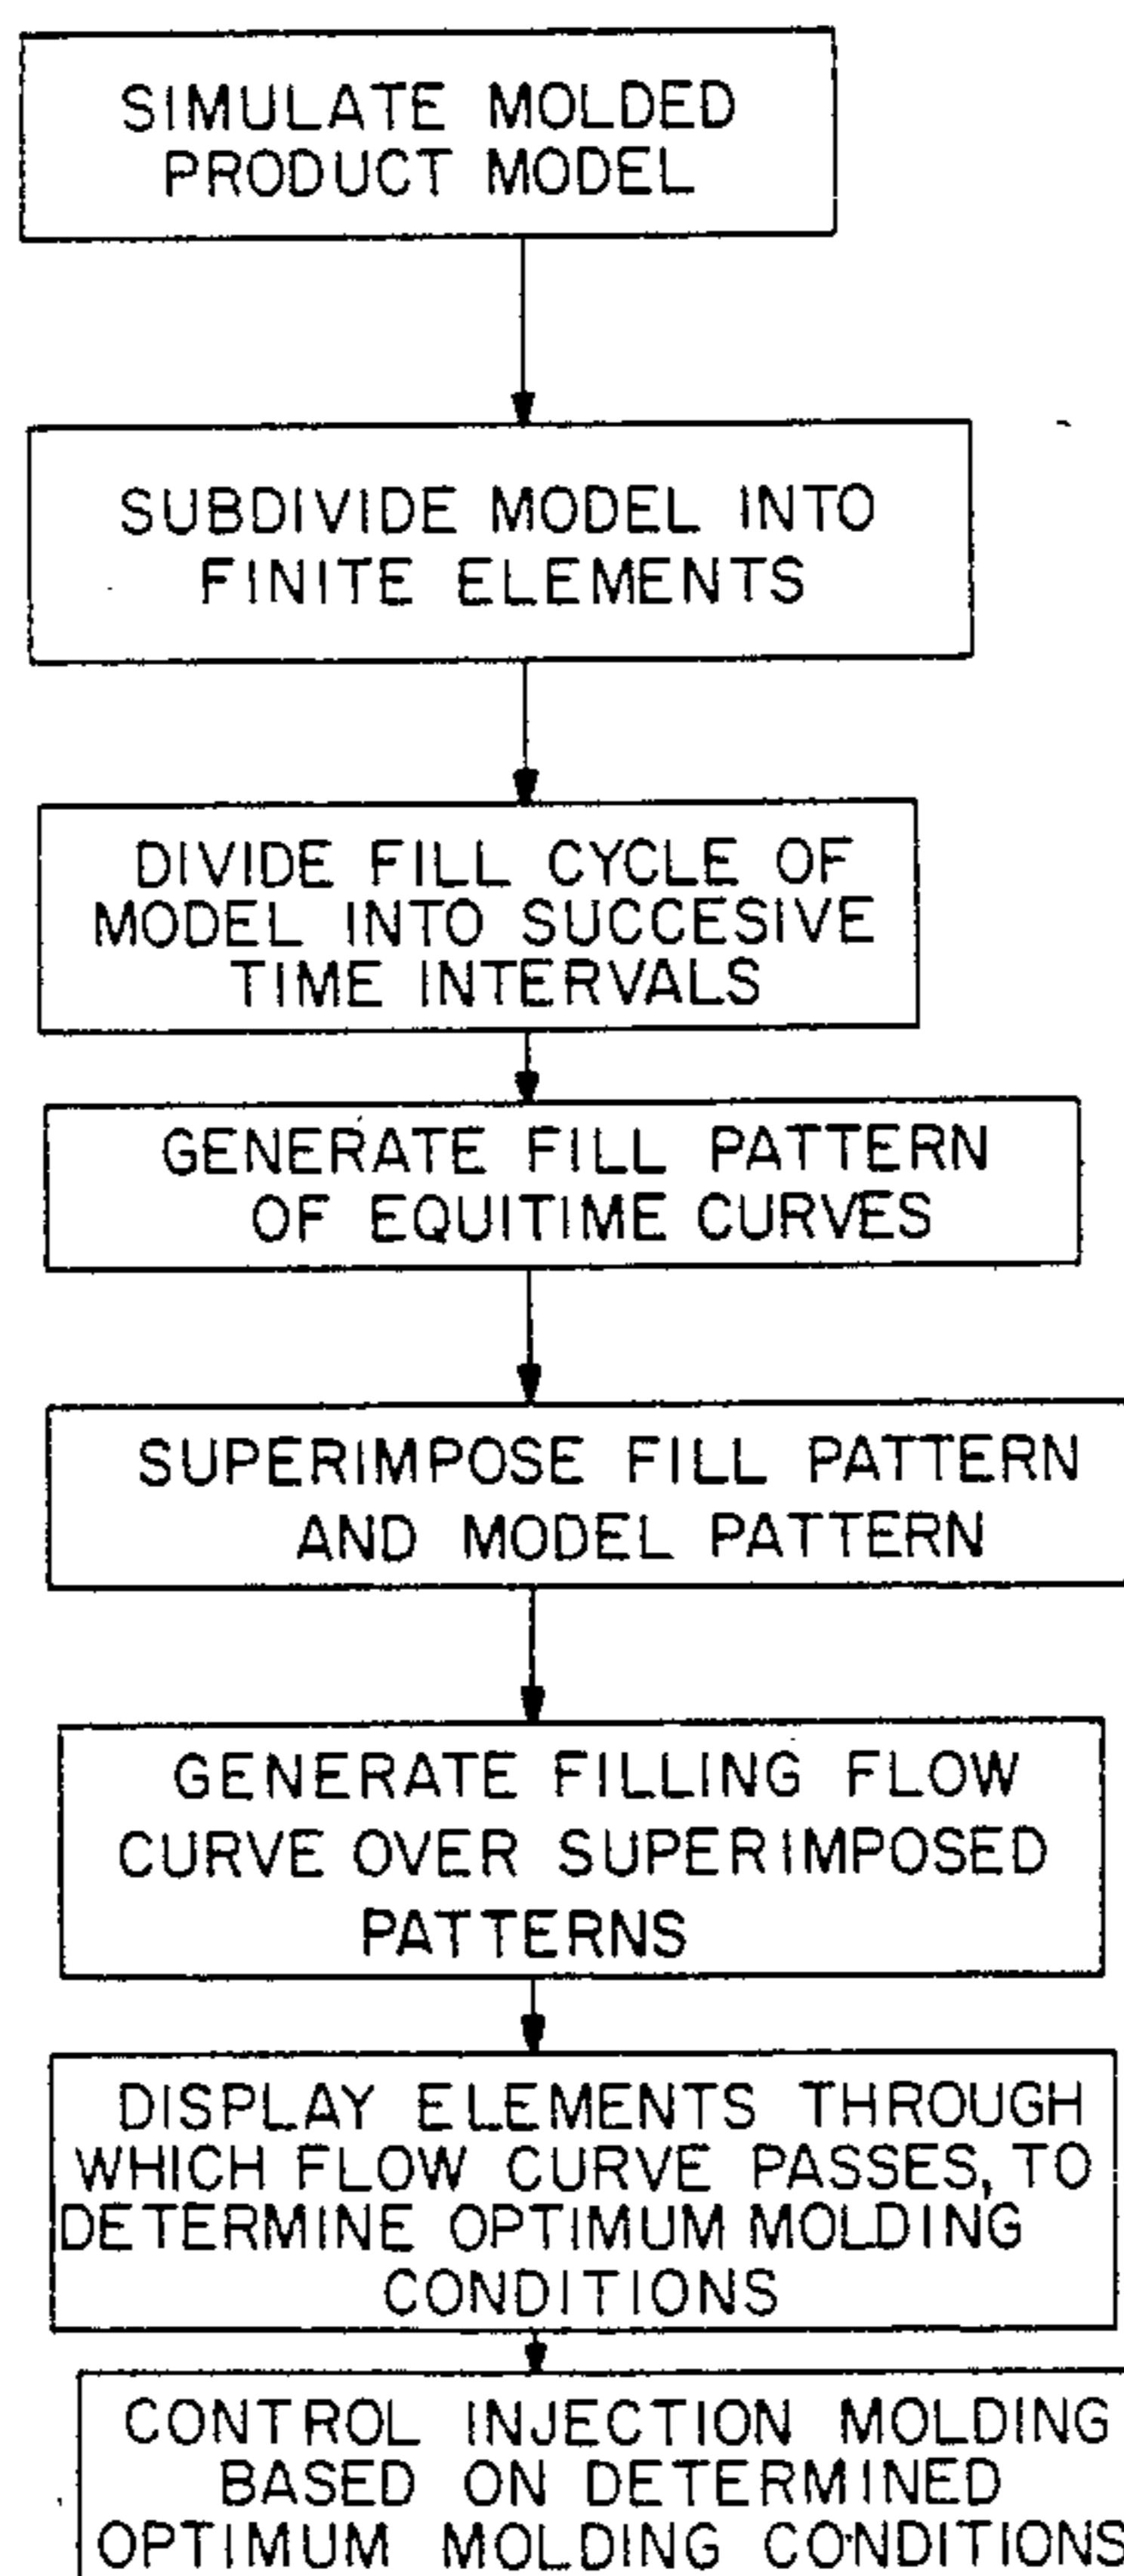 SIMULATE MOLDED
PRODUCT MODEL
SUBDIVIDE MODEL INTO
FINITE ELEMENTS
DIVIDE FILL CYCLE OF
MODEL INTO SUCCESIVE
TIME INTERVALS
GENERATE FILL PATTERN
OF EQUITIME CURVES
SUPERIMPOSE FILL PATTERN
AND MODEL PATTERN
GENERATE FILLING FLOW
CURVE OVER SUPERIMPOSED
PATTERNS
DISPLAY ELEMENTS THROUGH
WHICH FLOW CURVE PASSES, TO
DETERMINE OPTIMUM MOLDING
CONDITIONS
CONTROL INJECTION MOLDING
BASED ON DETERMINED
OPTIMUM MOLDING CONDITIONS